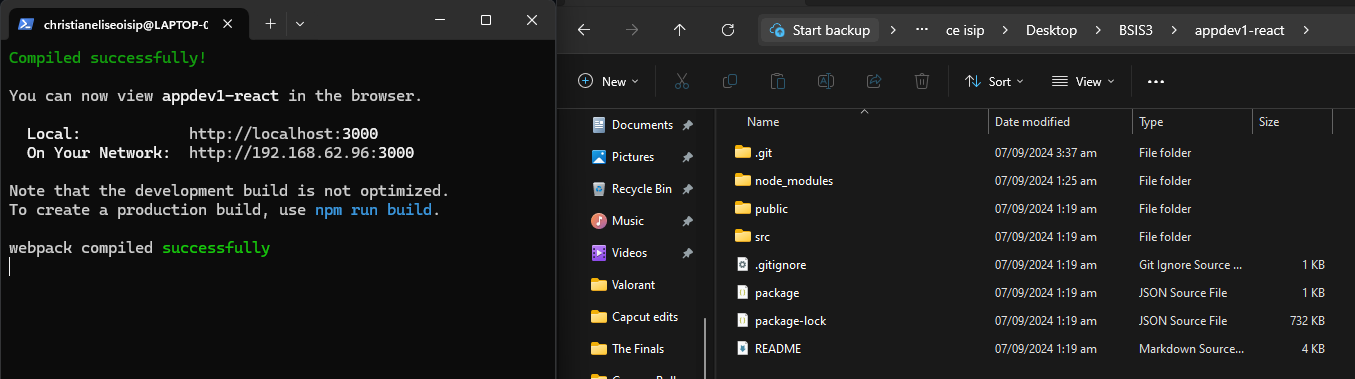 christianeliseoisip@LAPTOP-0
Compiled successfully!
You can now view appdev1-react in the browser.
Local: http://localhost:3000
On Your Network: http://192.168.62.96:3000
Note that the development build is not optimized.
To create a production build, use npm run build.
webpack compiled successfully
Start backup ... ce isip Desktop BSIS3 appdev1-react
New Sort View ...
Documents
Pictures
Recycle Bin
Music
Videos
Valorant
Capcut edits
The Finals
Name Date modified Type Size
.git 07/09/2024 3:37 am File folder
node_modules 07/09/2024 1:25 am File folder
public 07/09/2024 1:19 am File folder
src 07/09/2024 1:19 am File folder
.gitignore 07/09/2024 1:19 am Git Ignore Source ... 1 KB
package 07/09/2024 1:19 am JSON Source File 1 KB
package-lock 07/09/2024 1:19 am JSON Source File 732 KB
README 07/09/2024 1:19 am Markdown Source... 4 KB